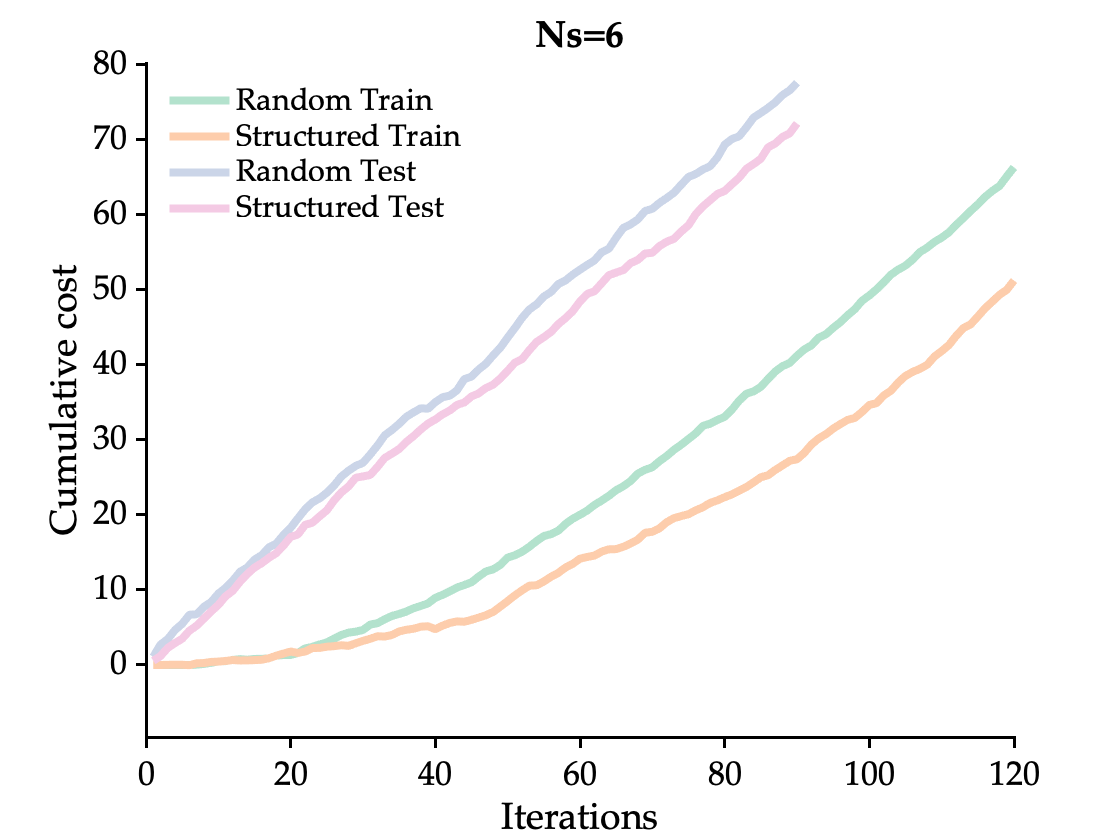 Ns=6
80
70
60
50
40
30
20
10
0
Random Train
Structured Train
Random Test
Structured Test
Cumulative cost
0 20 40 60 80 100 120
Iterations